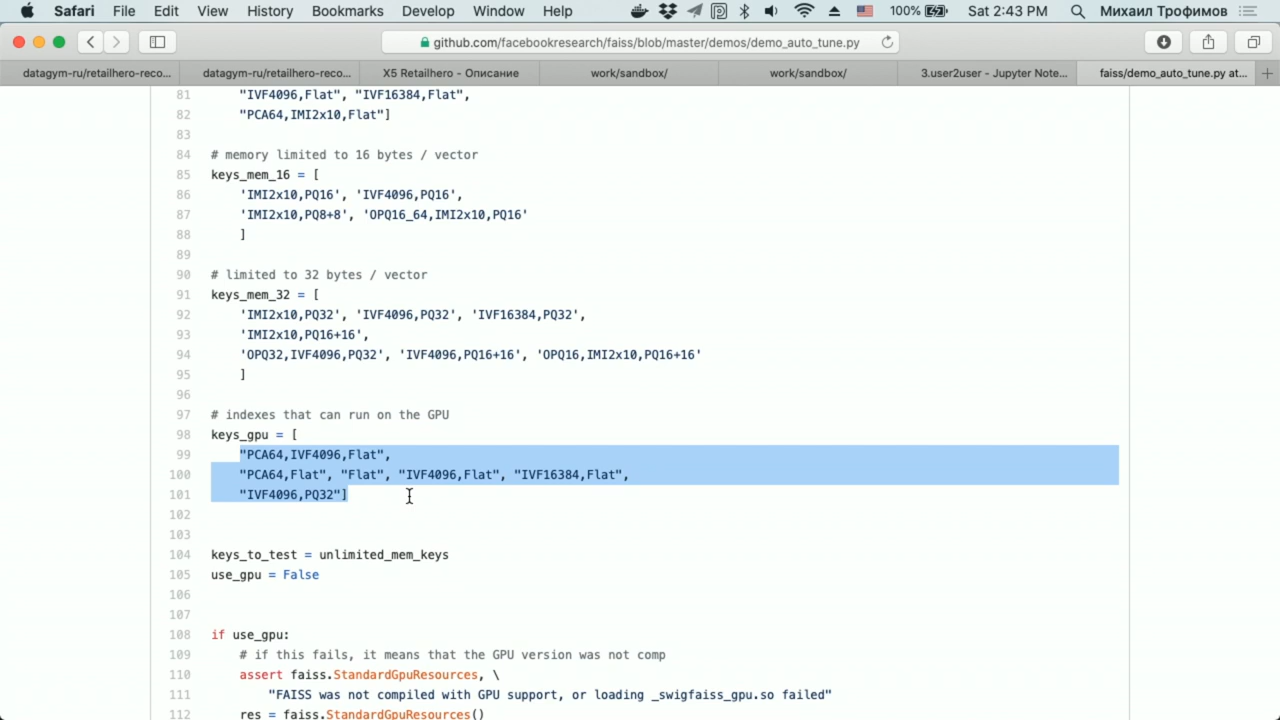 Safari File Edit View History Bookmarks Develop Window Help 100% Sat 2:43 PM Михаил Трофимов
github.com/facebookresearch/faiss/blob/master/demos/demo_auto_tune.py
datagym-ru/retailhero-reco... datagym-ru/retailhero-reco... X5 Retailhero - Описание work/sandbox/ work/sandbox/ 3.user2user - Jupyter Note... faiss/demo_auto_tune.py at...
81 "IVF4096,Flat", "IVF16384,Flat",
82 "PCA64,IMI2x10,Flat"]
83
84 # memory limited to 16 bytes / vector
85 keys_mem_16 = [
86 'IMI2x10,PQ16', 'IVF4096,PQ16',
87 'IMI2x10,PQ8+8', 'OPQ16_64,IMI2x10,PQ16'
88 ]
89
90 # limited to 32 bytes / vector
91 keys_mem_32 = [
92 'IMI2x10,PQ32', 'IVF4096,PQ32', 'IVF16384,PQ32',
93 'IMI2x10,PQ16+16',
94 'OPQ32,IVF4096,PQ32', 'IVF4096,PQ16+16', 'OPQ16,IMI2x10,PQ16+16'
95 ]
96
97 # indexes that can run on the GPU
98 keys_gpu = [
99 "PCA64,IVF4096,Flat",
100 "PCA64,Flat", "Flat", "IVF4096,Flat", "IVF16384,Flat",
101 "IVF4096,PQ32"]
102
103
104 keys_to_test = unlimited_mem_keys
105 use_gpu = False
106
107
108 if use_gpu:
109 # if this fails, it means that the GPU version was not comp
110 assert faiss.StandardGpuResources, \
111 "FAISS was not compiled with GPU support, or loading _swigfaiss_gpu.so failed"
112 res = faiss.StandardGpuResources()